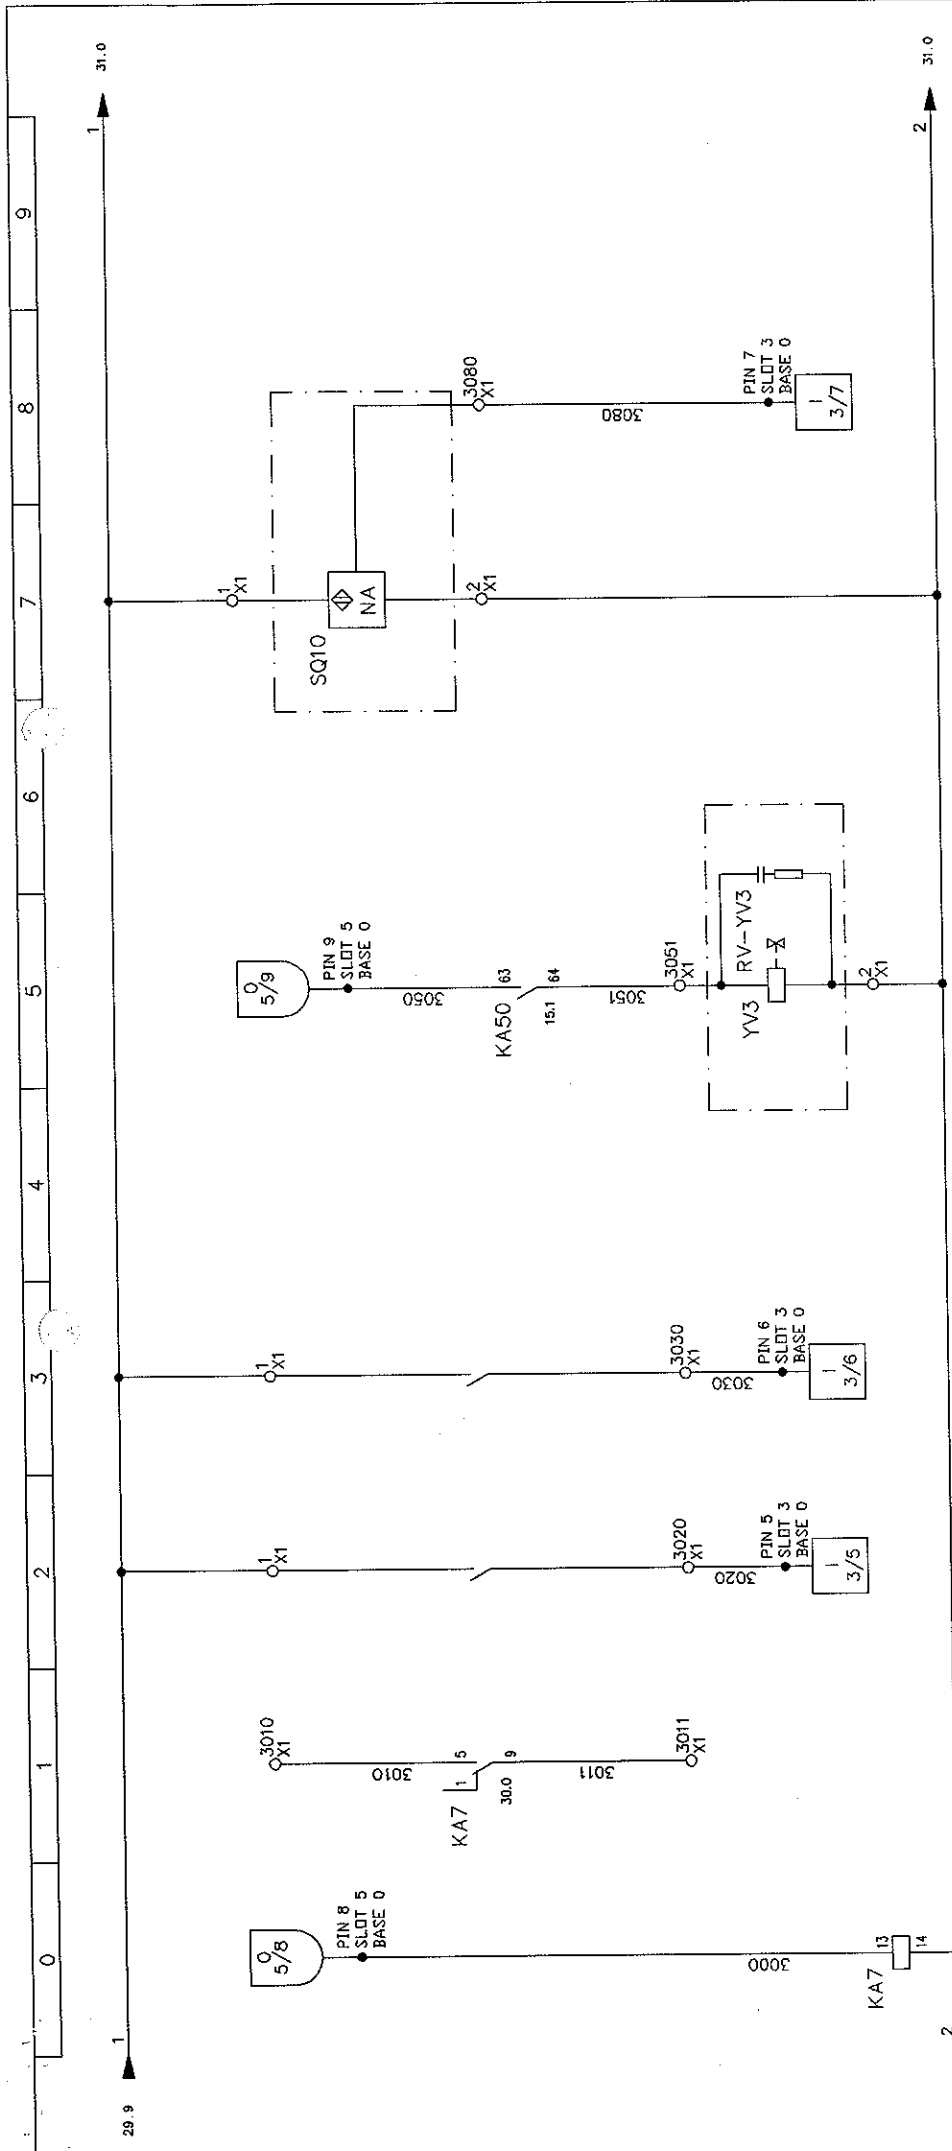 0
1
2
3
4
5
6
7
8
9
29.9
1
1
31.0
O
5/8
PIN 8
SLOT 5
BASE 0
3000
KA7
13
14
3010
X1
3010
KA7
1
5
9
30.0
3011
3011
X1
1
X1
3020
X1
3020
PIN 5
SLOT 3
BASE 0
I
3/5
1
X1
3030
X1
3030
PIN 6
SLOT 3
BASE 0
I
3/6
O
5/9
PIN 9
SLOT 5
BASE 0
3050
KA50
63
64
15.1
3051
3051
X1
YV3
RV-YV3
2
X1
1
X1
SQ10
NA
2
X1
3080
X1
3080
PIN 7
SLOT 3
BASE 0
I
3/7
2
2
31.0